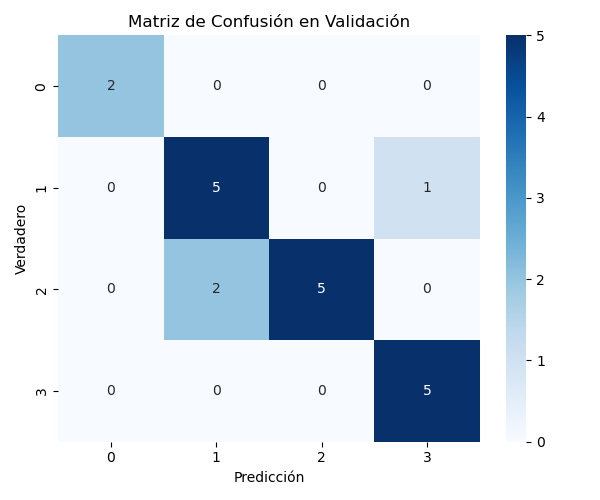 Matriz de Confusión en Validación
Verdadero
0 2 0 0 0
1 0 5 0 1
2 0 2 5 0
3 0 0 0 5
0 1 2 3
Predicción
5
4
3
2
1
0